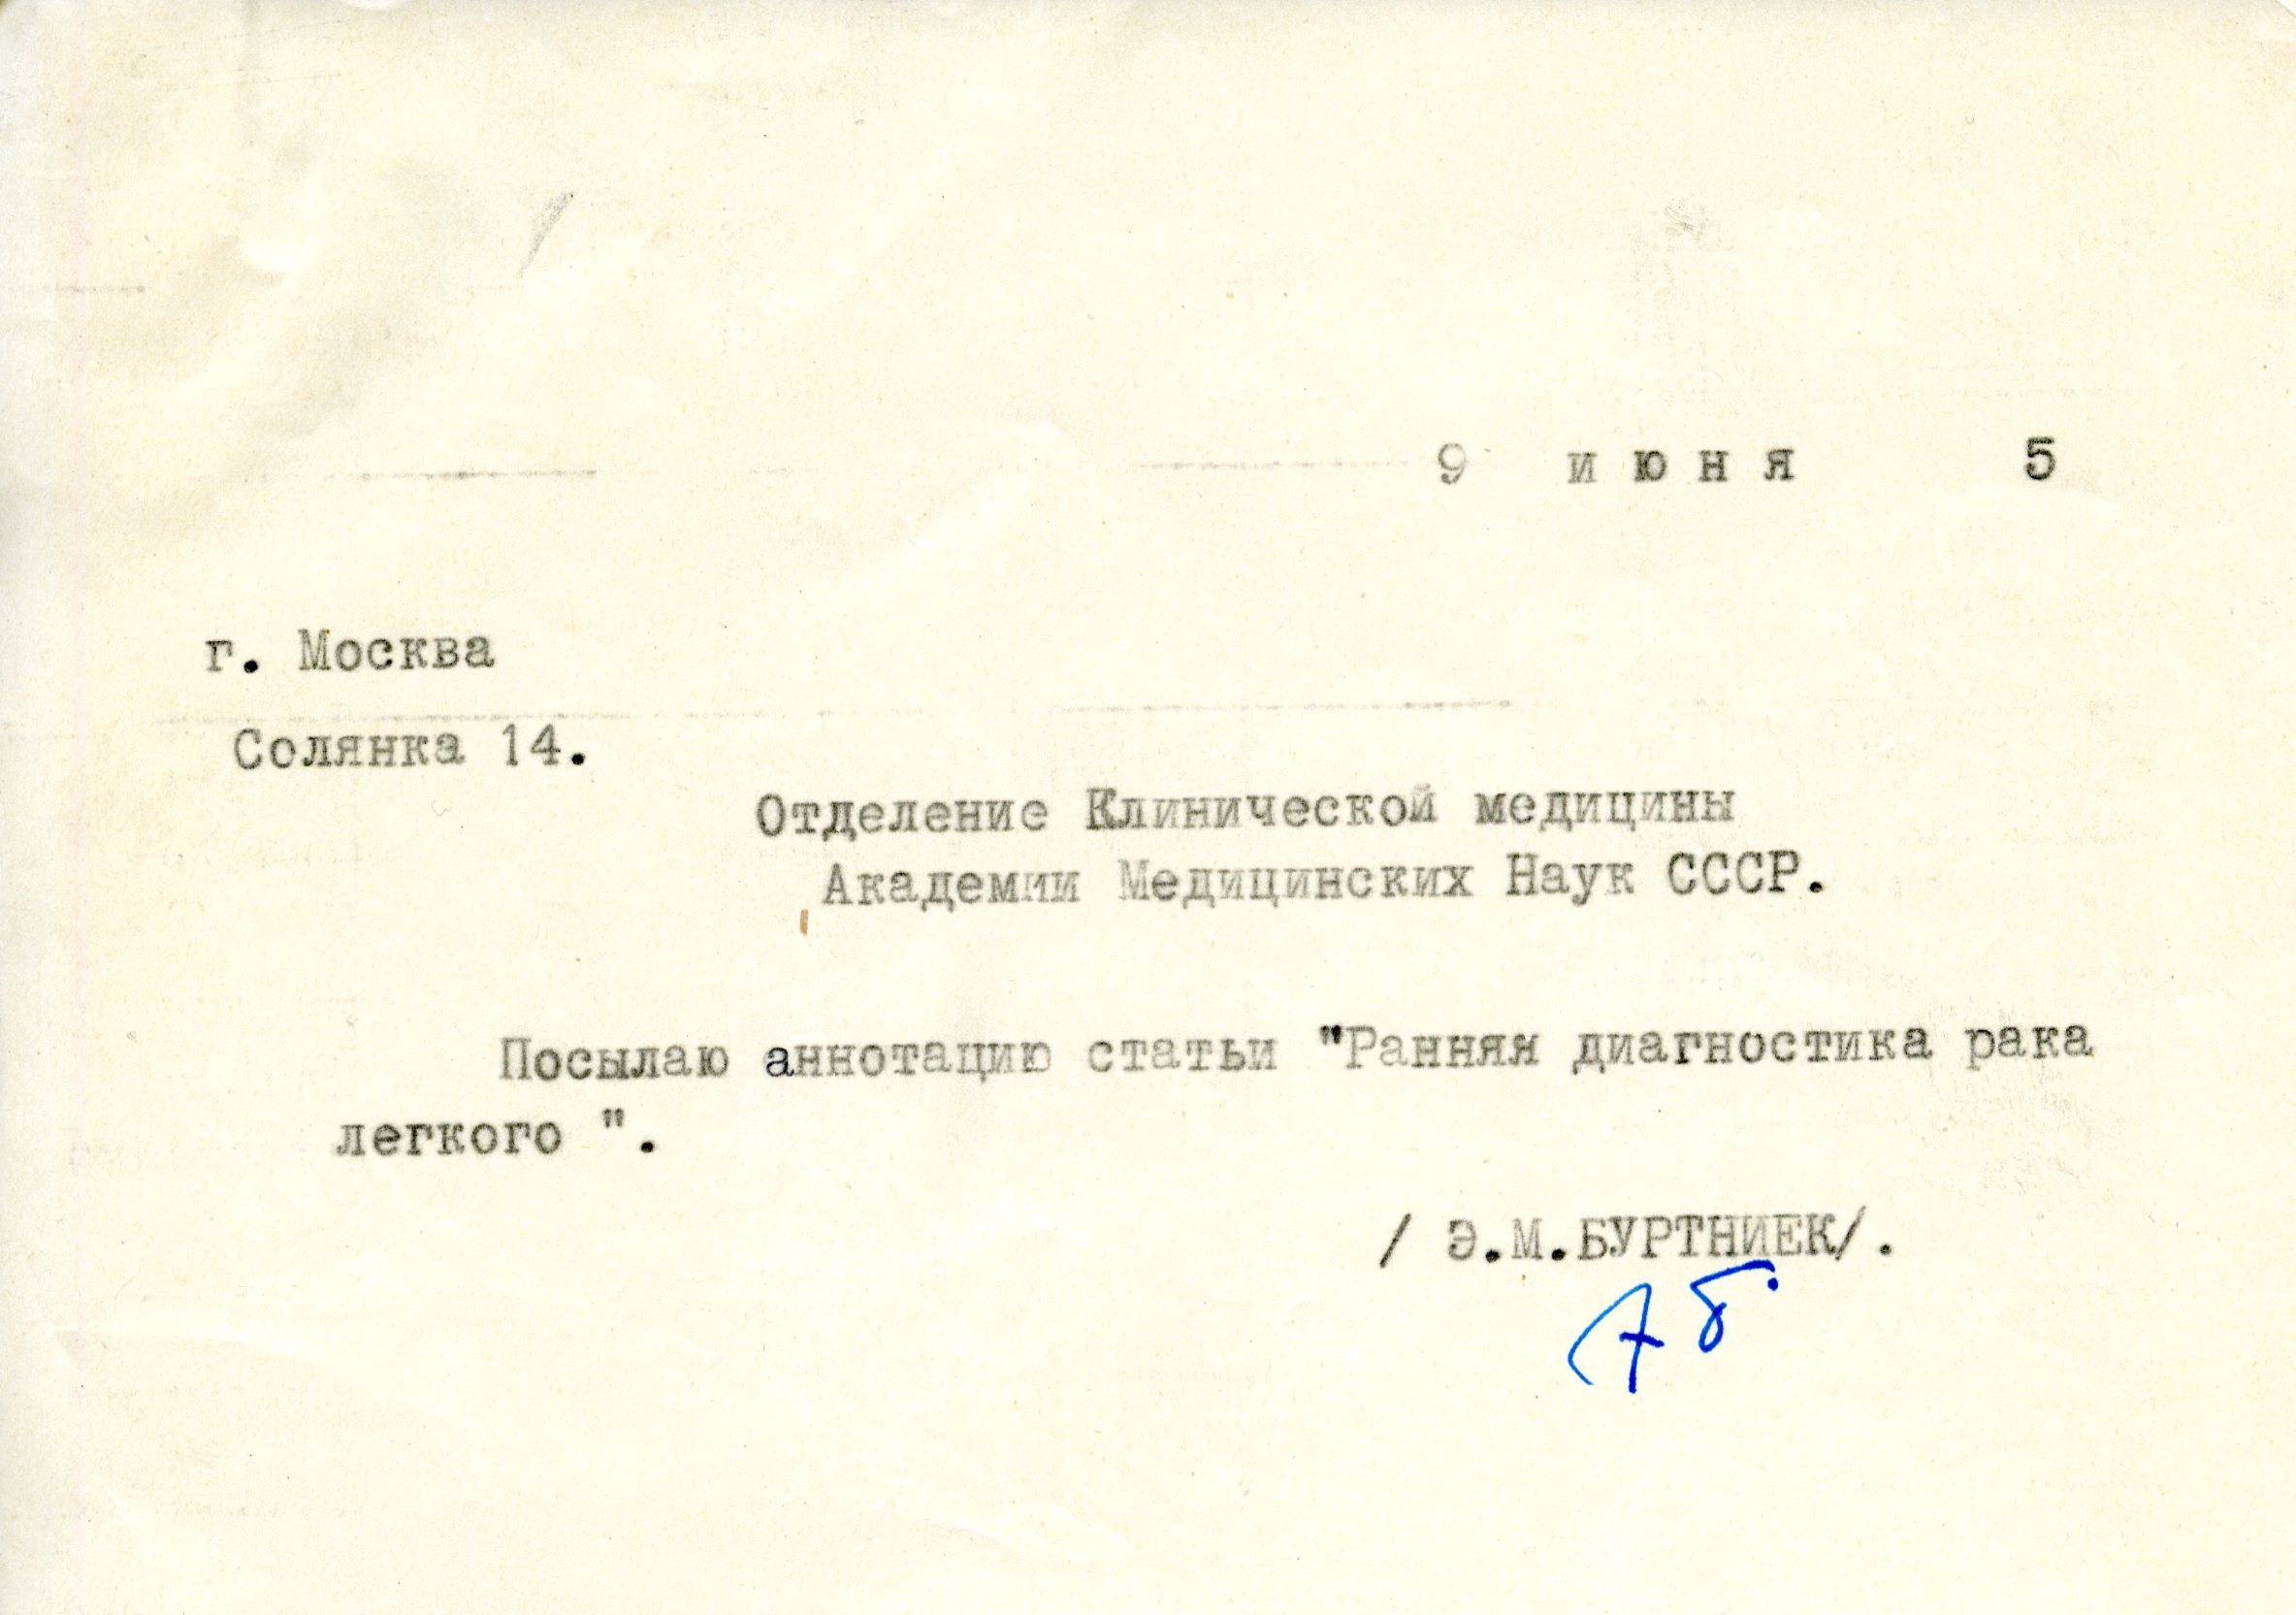 9 июня 5
г. Москва
Солянка 14.
Отделение Клинической медицины
Академии Медицинских Наук СССР.
Посылаю аннотацию статьи "Ранняя диагностика рака
легкого ".
/ Э.М.БУРТНИЕК/.